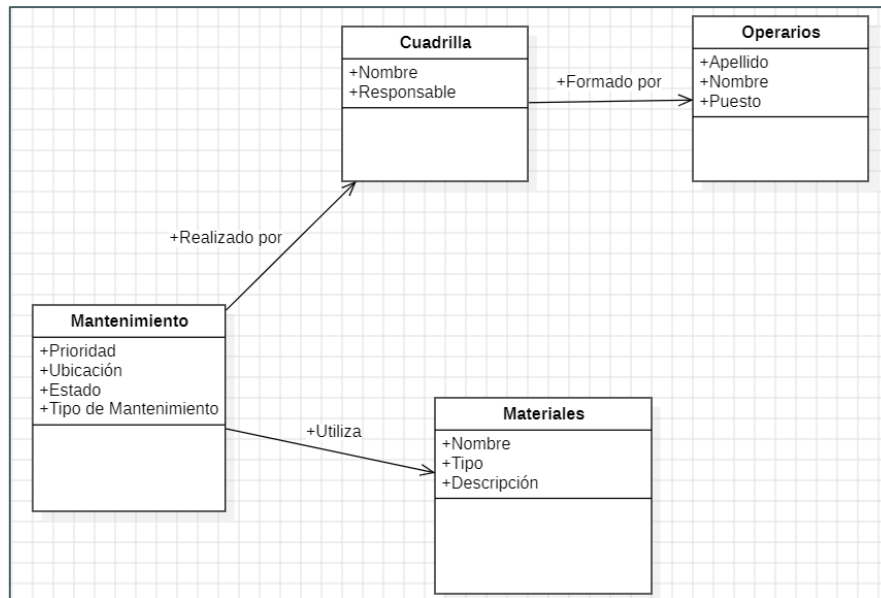 Cuadrilla
+Nombre
+Responsable
+Formado por
Operarios
+Apellido
+Nombre
+Puesto
+Realizado por
Mantenimiento
+Prioridad
+Ubicación
+Estado
+Tipo de Mantenimiento
+Utiliza
Materiales
+Nombre
+Tipo
+Descripción